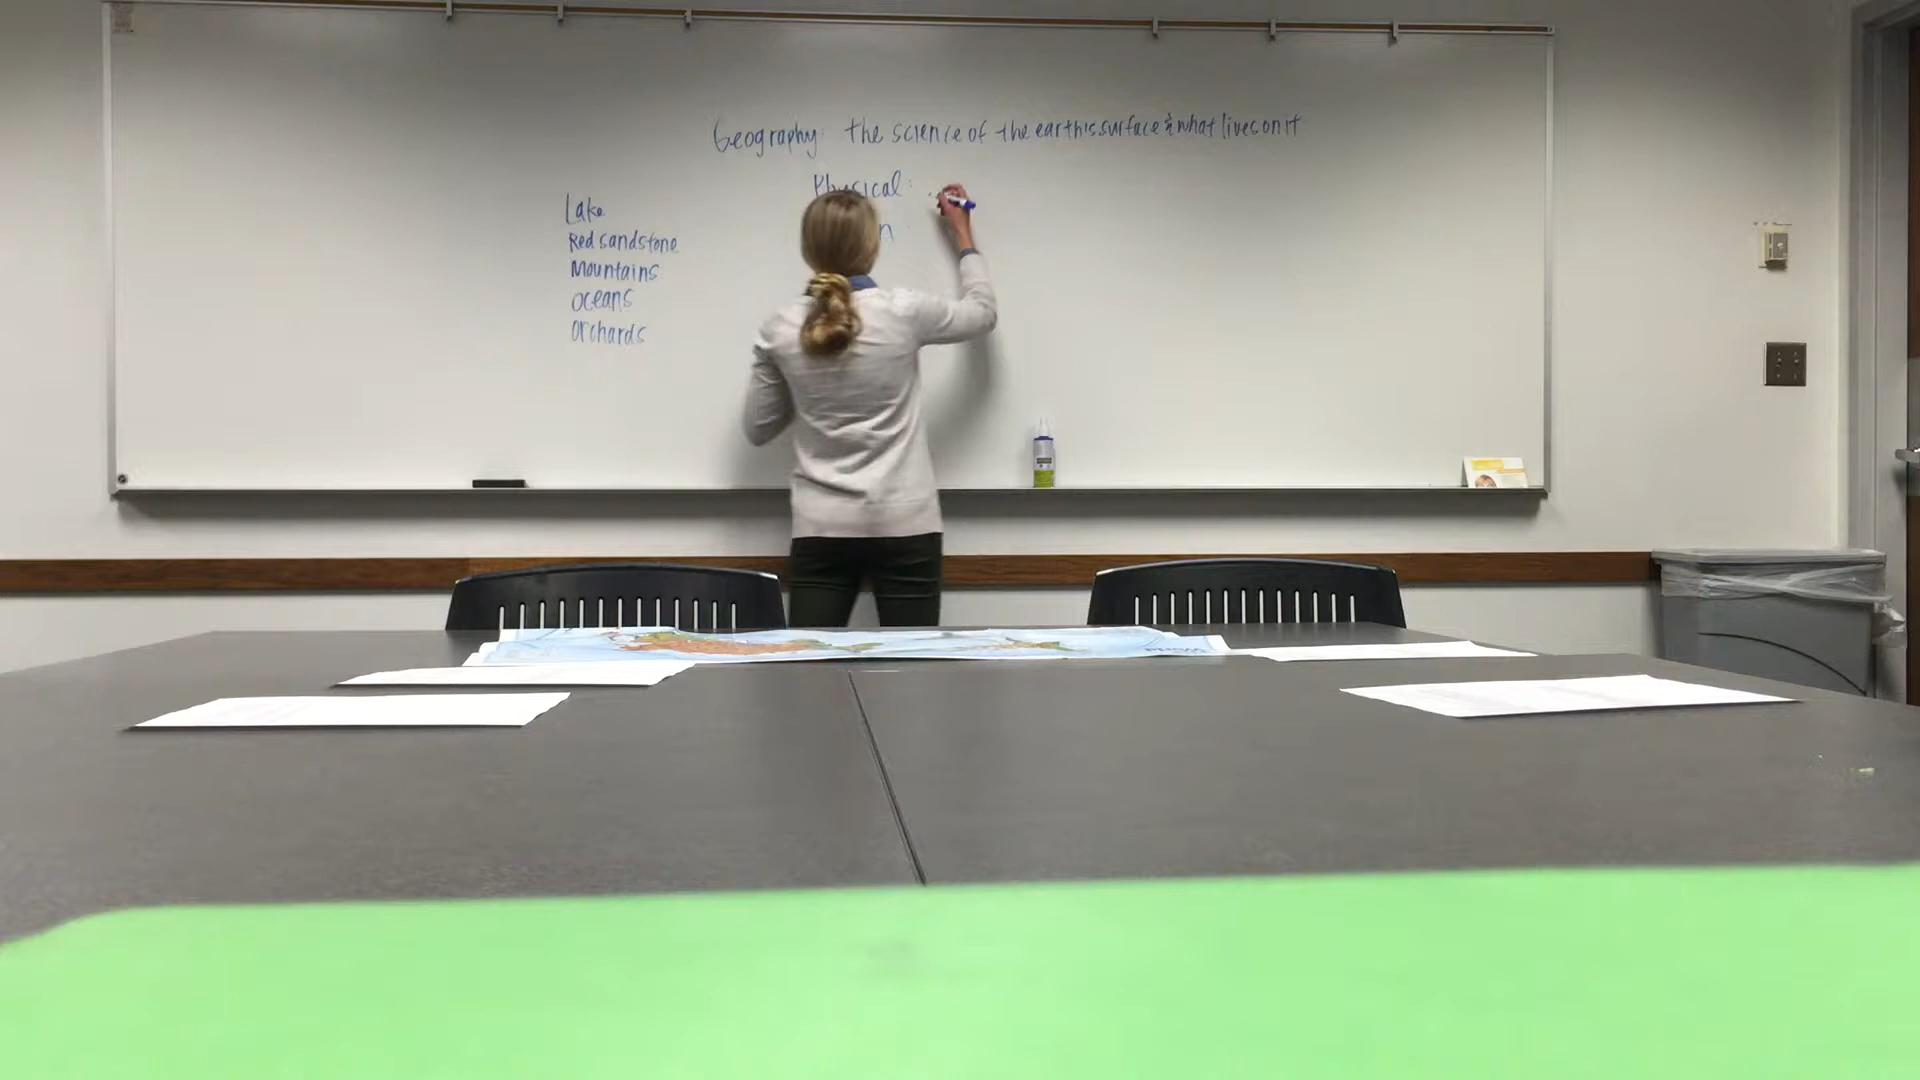 Geography: the science of the earth's surface & what lives on it
Physical:
Lake
Red sandstone
Mountains
Oceans
Orchards